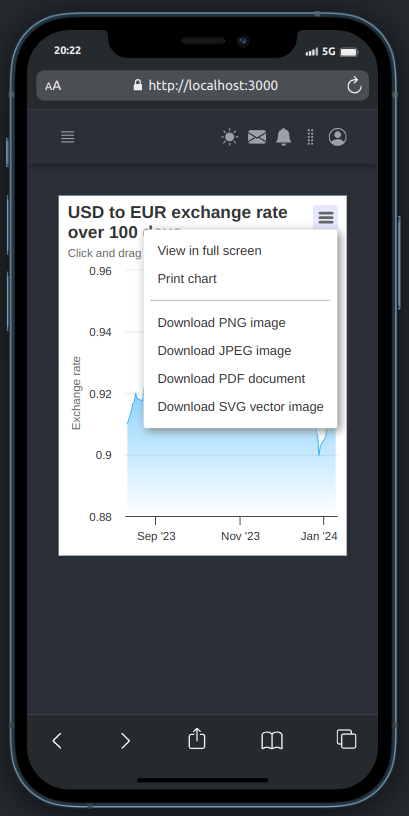 20:22
5G
AA
http://localhost:3000
USD to EUR exchange rate
over 100 days
Click and drag
View in full screen
Print chart
Download PNG image
Download JPEG image
Download PDF document
Download SVG vector image
Exchange rate
0.96
0.94
0.92
0.9
0.88
Sep '23
Nov '23
Jan '24